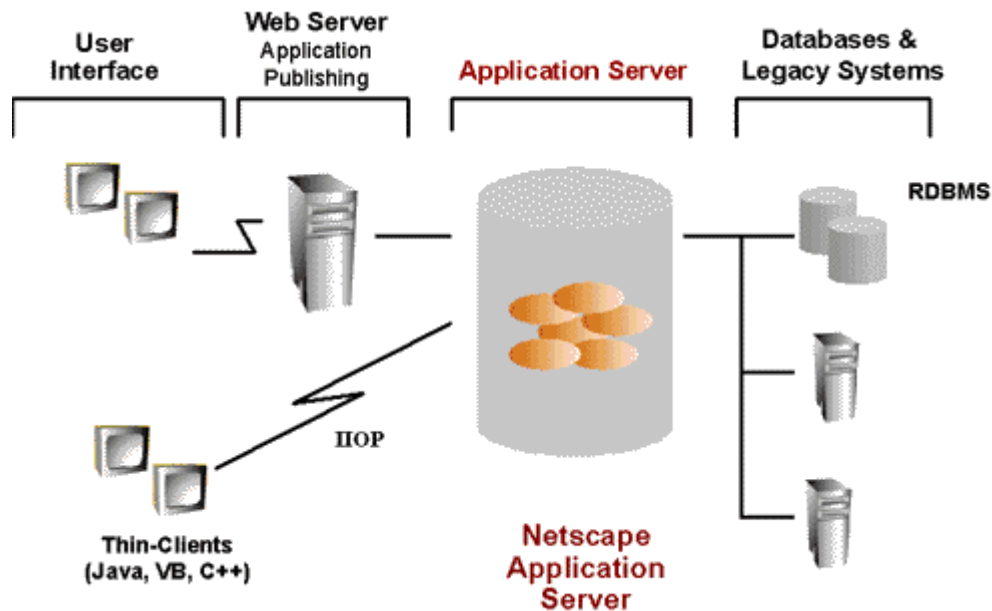 User
Interface
Web Server
Application
Publishing
Application Server
Databases &
Legacy Systems
RDBMS
IIOP
Thin-Clients
(Java, VB, C++)
Netscape
Application
Server